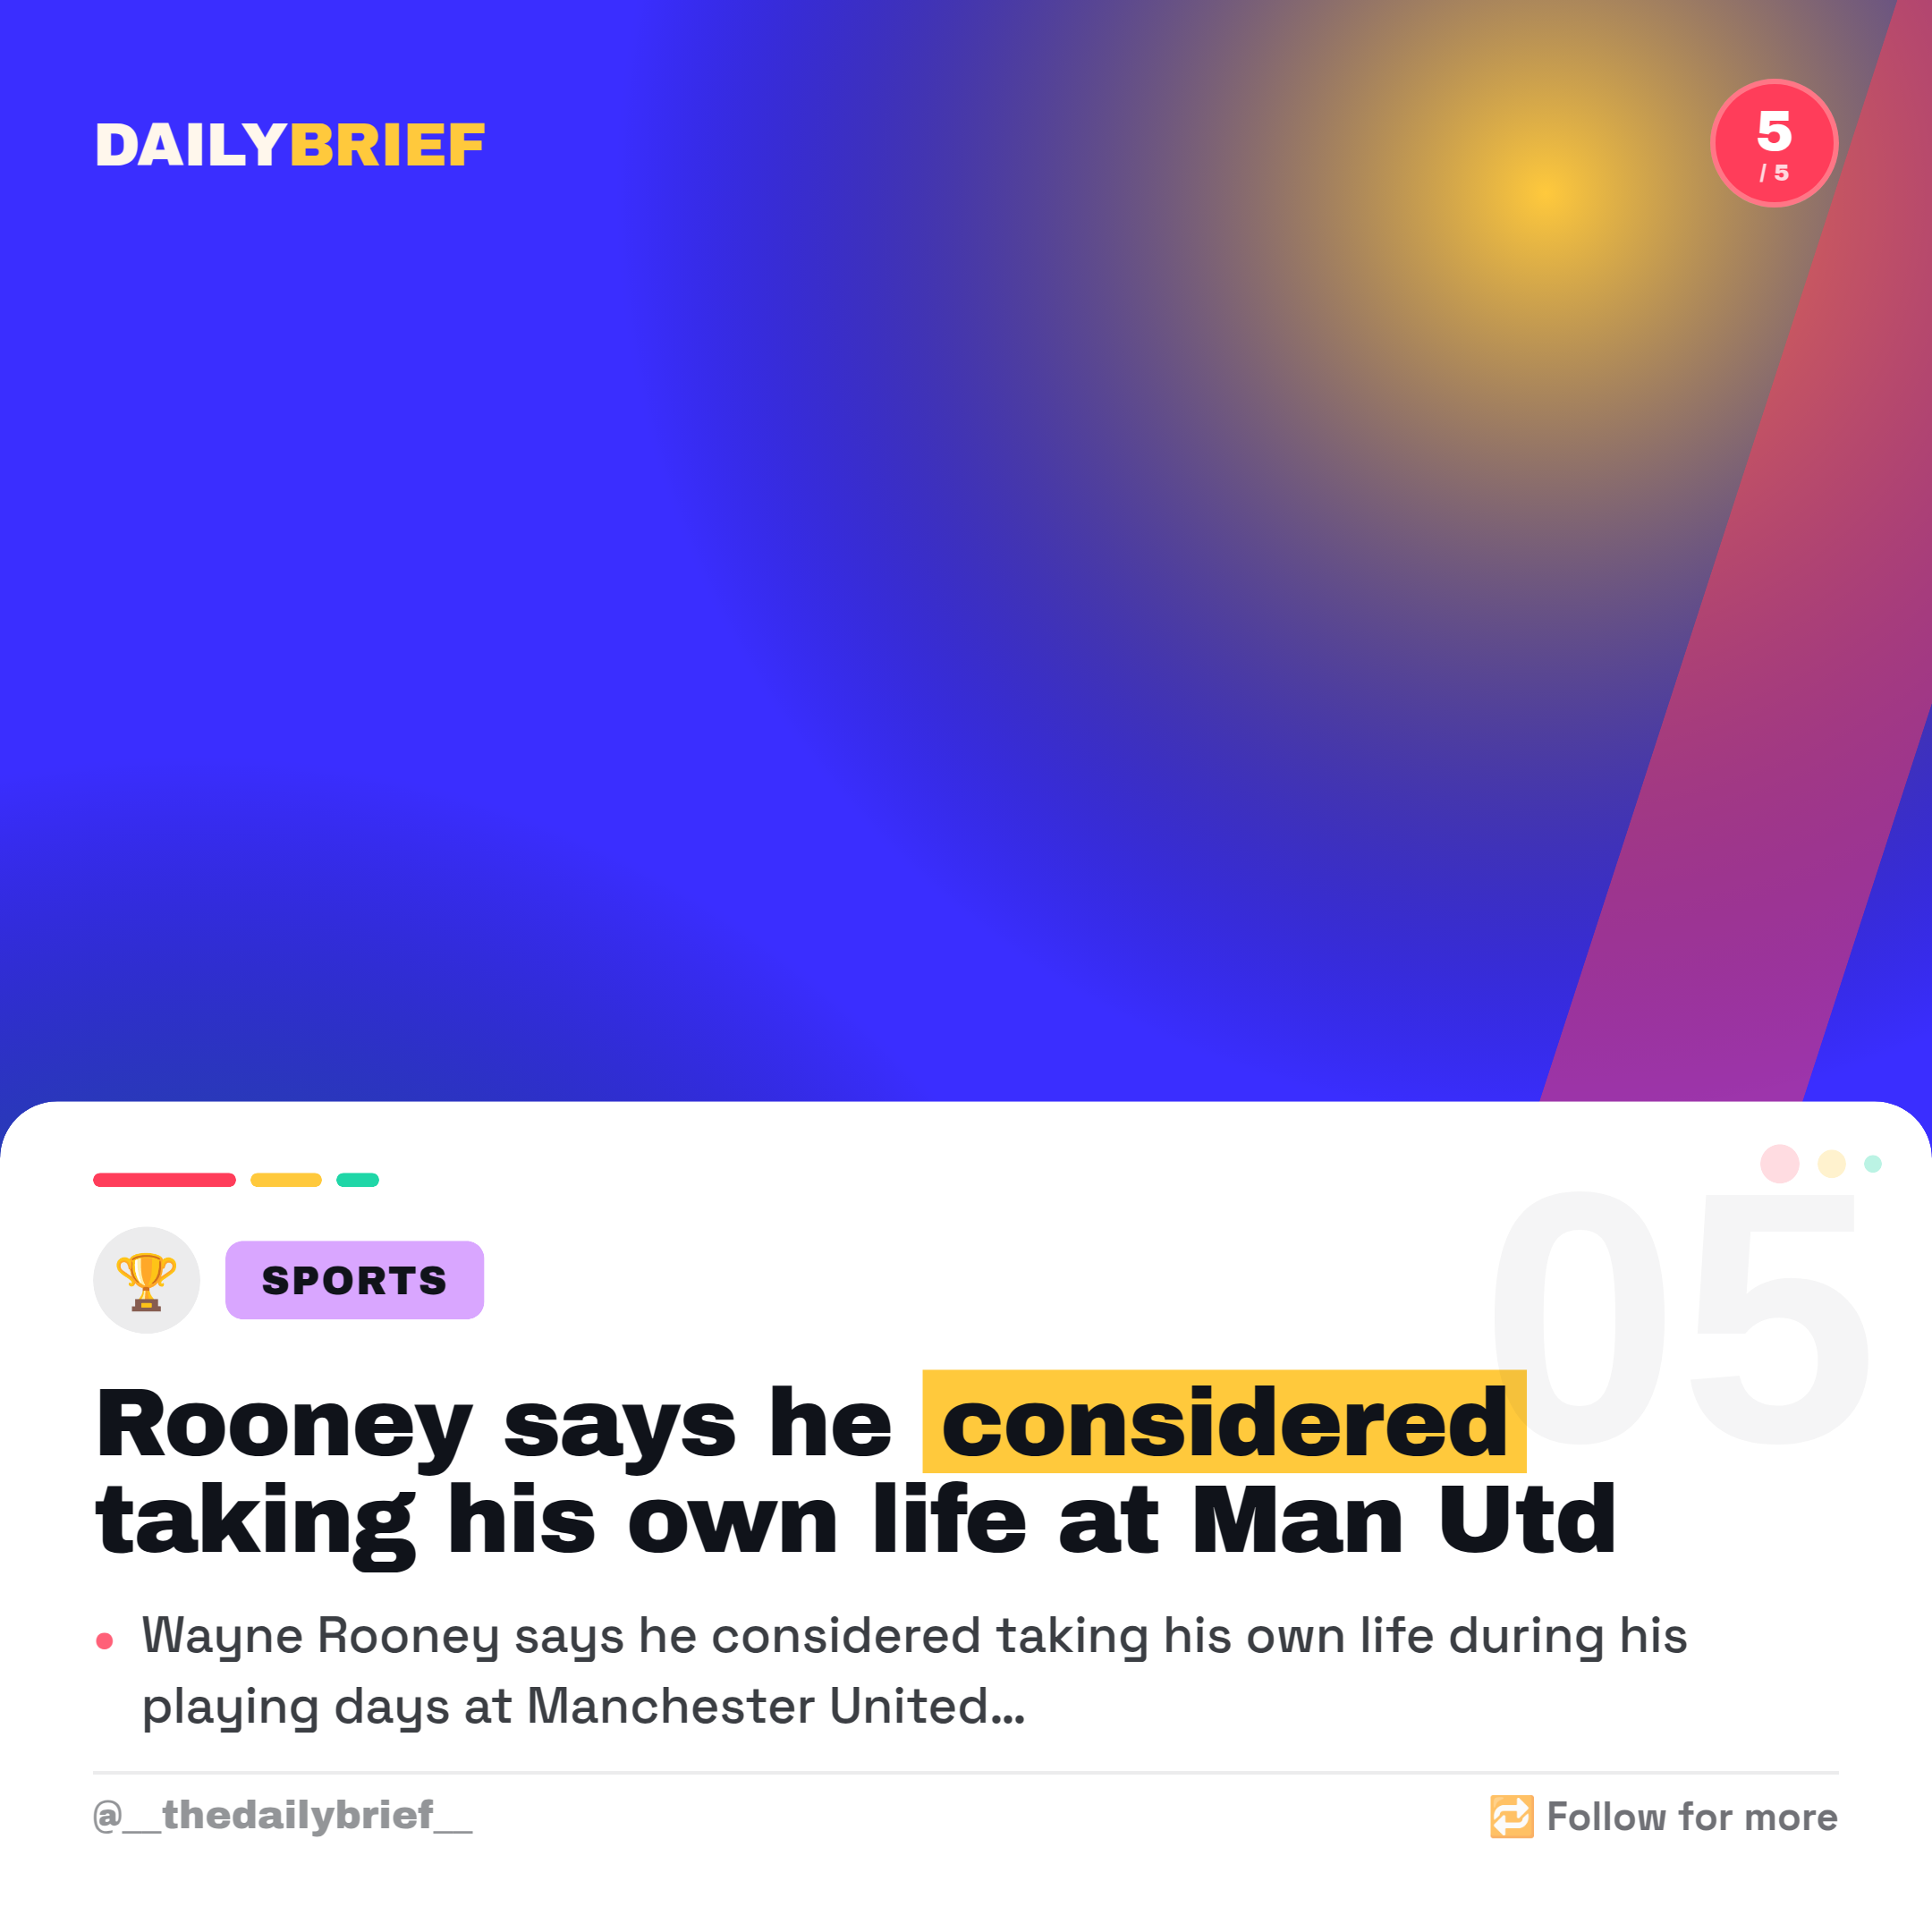 DAILYBRIEF
5
/ 5
05
🏆 SPORTS
Rooney says he considered
taking his own life at Man Utd
• Wayne Rooney says he considered taking his own life during his
playing days at Manchester United...
@__thedailybrief__
🔁 Follow for more